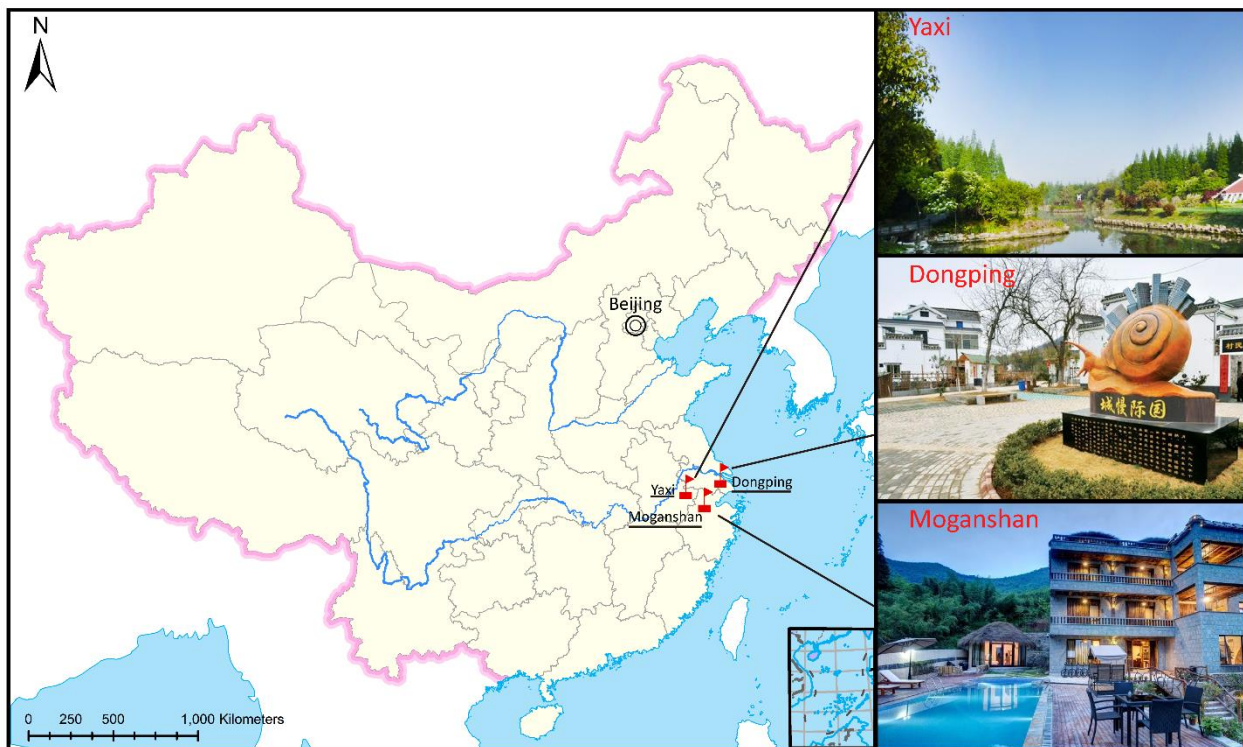 N
Beijing
Yaxi
Dongping
Moganshan
0 250 500 1,000 Kilometers
Yaxi
Dongping
城慢际国
Moganshan